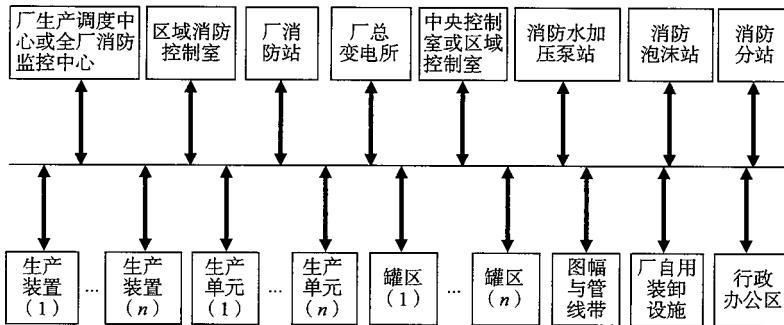 厂生产调度中
心或全厂消防
监控中心
区域消防
控制室
厂消
防站
厂总
变电所
中央控制
室或区域
控制室
消防水加
压泵站
消防
泡沫站
消防
分站
生产
装置
(1)
...
生产
装置
(n)
生产
单元
(1)
...
生产
单元
(n)
罐区
(1)
...
罐区
(n)
图幅
与管
线带
厂自用
装卸
设施
行政
办公区